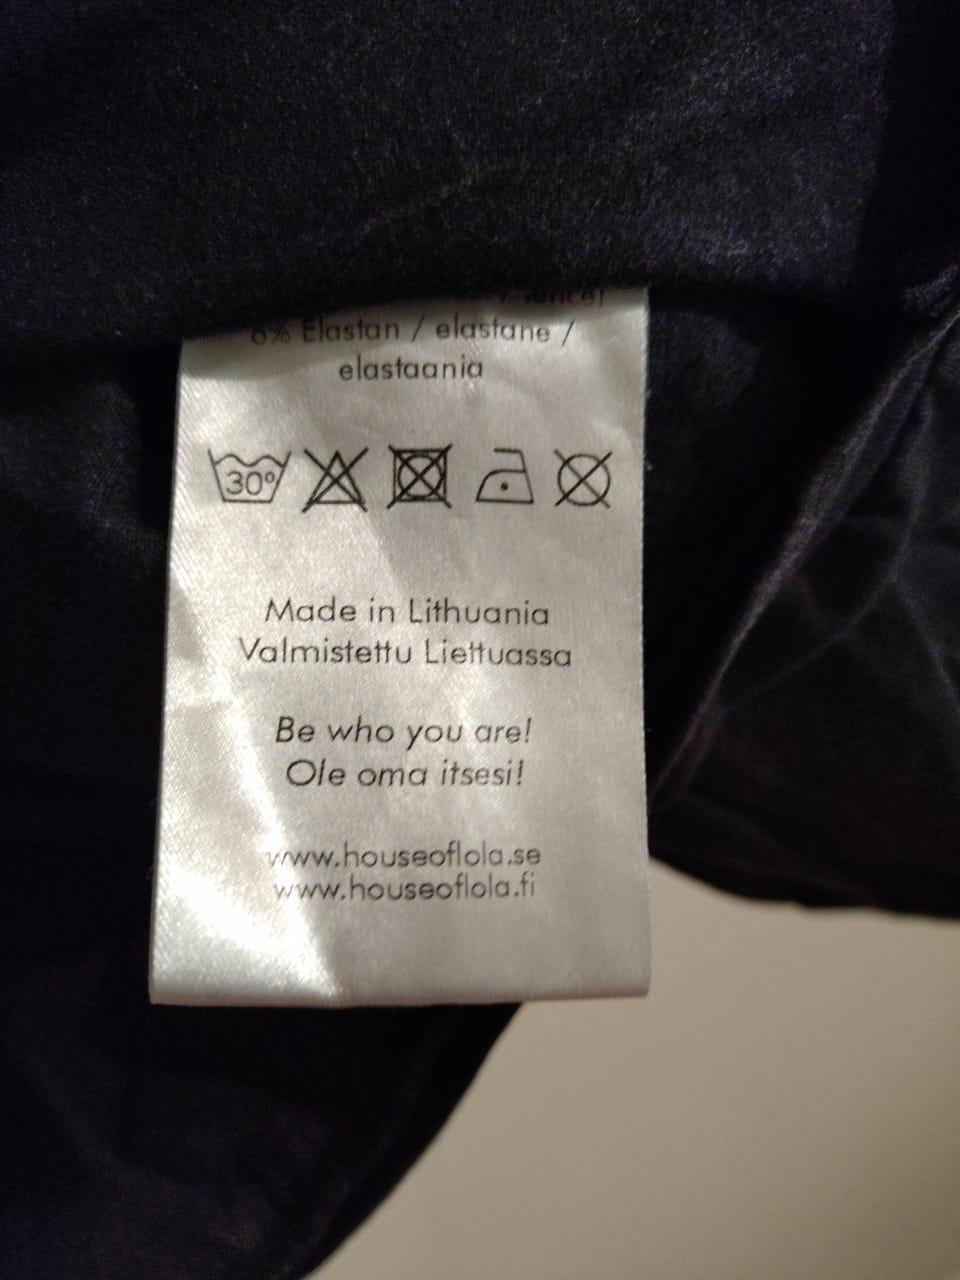 6% Elastan / elastane /
elastaania
30°
Made in Lithuania
Valmistettu Liettuassa
Be who you are!
Ole oma itsesi!
www.houseoflola.se
www.houseoflola.fi